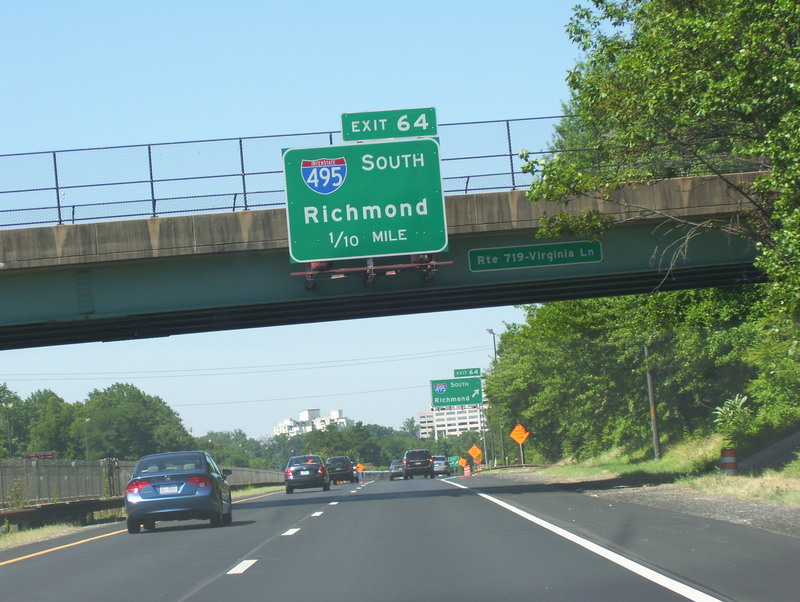 EXIT 64
INTERSTATE
495
SOUTH
Richmond
1/10 MILE
Rte 719-Virginia Ln
EXIT 64
495
SOUTH
Richmond